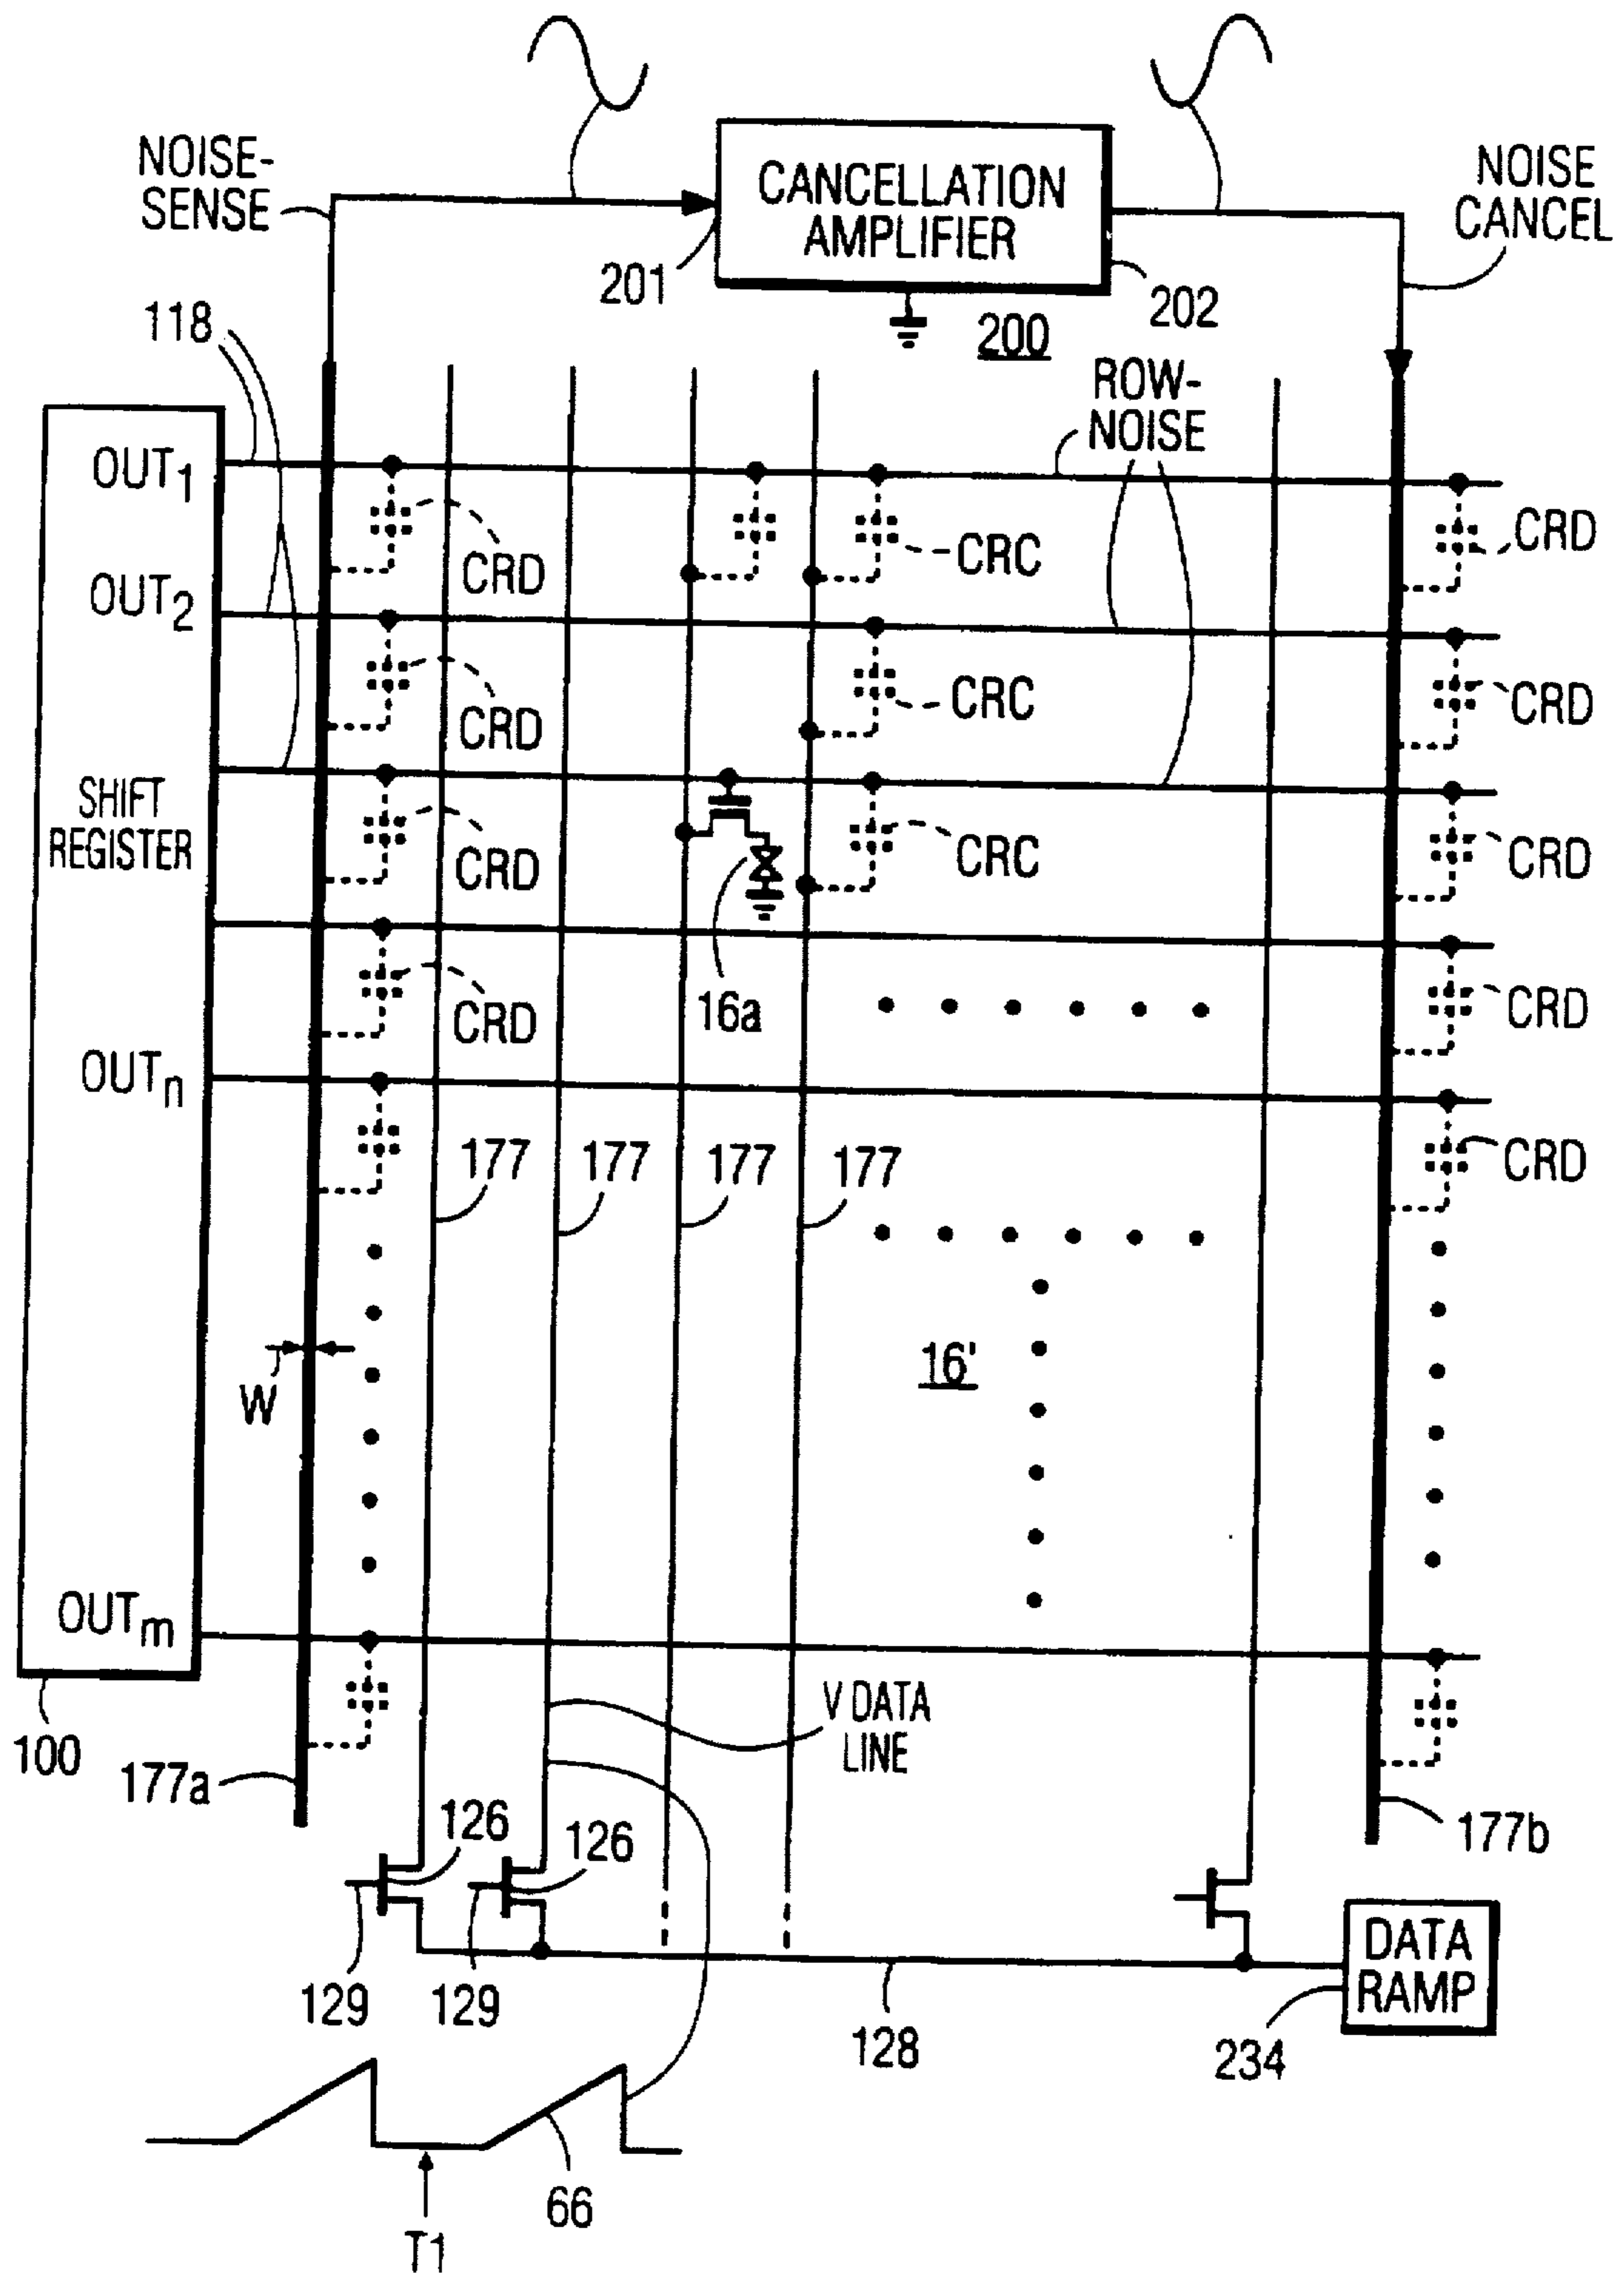 NOISE-
SENSE
CANCELLATION
AMPLIFIER
NOISE
CANCEL
201
202
200
118
ROW-
NOISE
OUT1
CRD
CRC
CRD
OUT2
CRD
CRC
CRD
SHIFT
REGISTER
CRD
CRC
CRD
16a
CRD
CRD
OUTn
177
177
177
177
CRD
W
16'
OUTm
V DATA
LINE
100
177a
126
126
177b
129
129
128
DATA
RAMP
234
66
T1